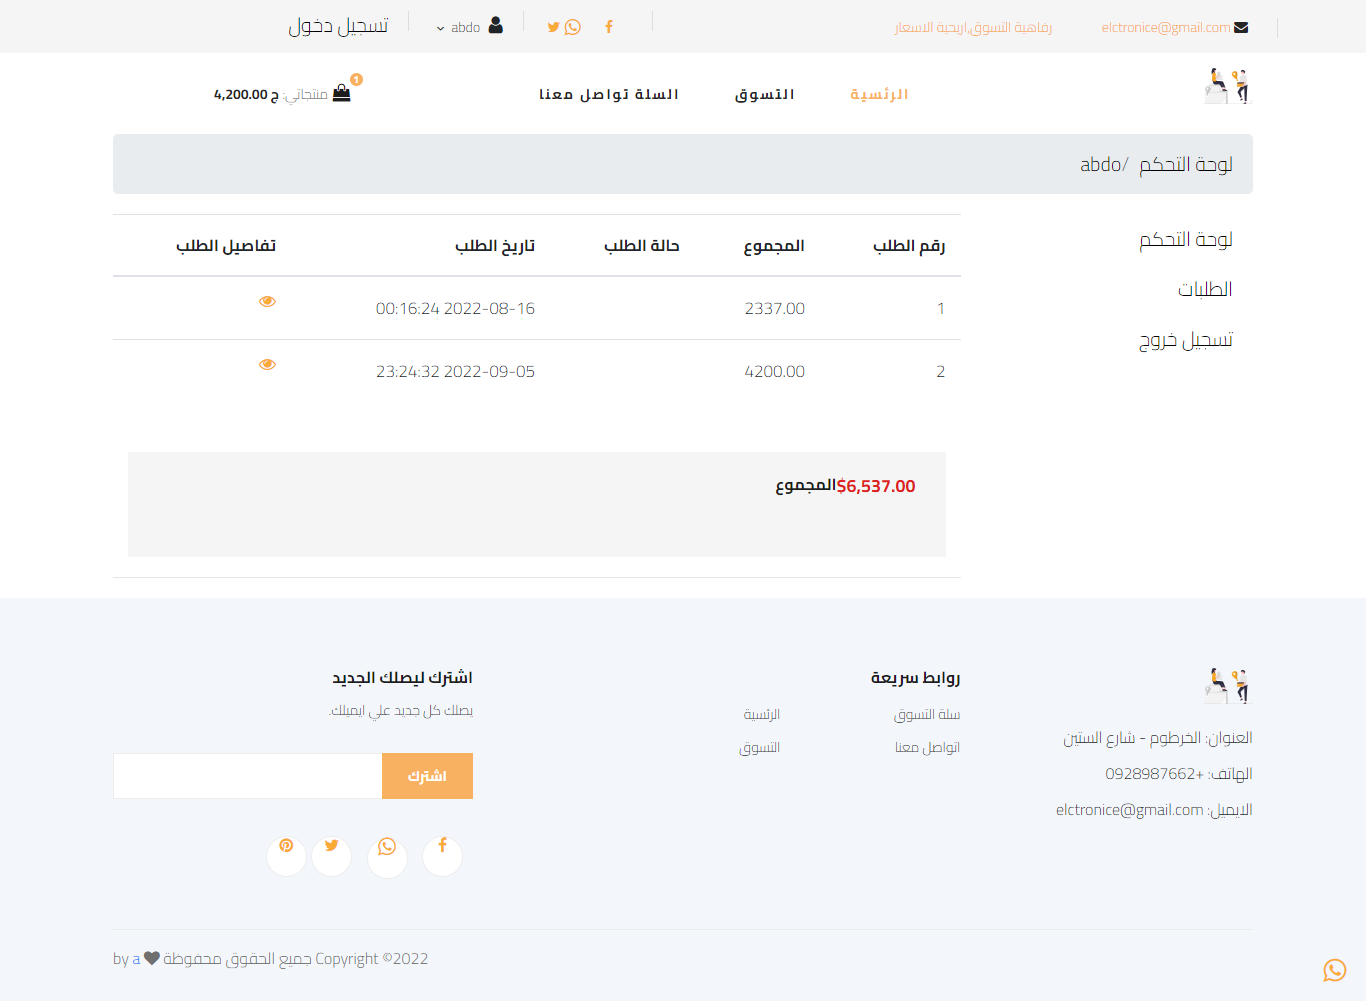 elctronice@gmail.com
رفاهية التسوق,اريحية الاسعار
abdo
تسجيل دخول
الرئسية
التسوق
السلة تواصل معنا
1
منتجاتي: ج 4,200.00
لوحة التحكم /abdo
لوحة التحكم
الطلبات
تسجيل خروج
رقم الطلب المجموع حالة الطلب تاريخ الطلب تفاصيل الطلب
1 2337.00 2022-08-16 00:16:24
2 4200.00 2022-09-05 23:24:32
$6,537.00المجموع
العنوان: الخرطوم - شارع الستين
الهاتف: +0928987662
الايميل: elctronice@gmail.com
روابط سريعة
سلة التسوق الرئسية
اتواصل معنا التسوق
اشترك ليصلك الجديد
يصلك كل جديد علي ايميلك.
اشترك
Copyright ©2022 جميع الحقوق محفوظة by a